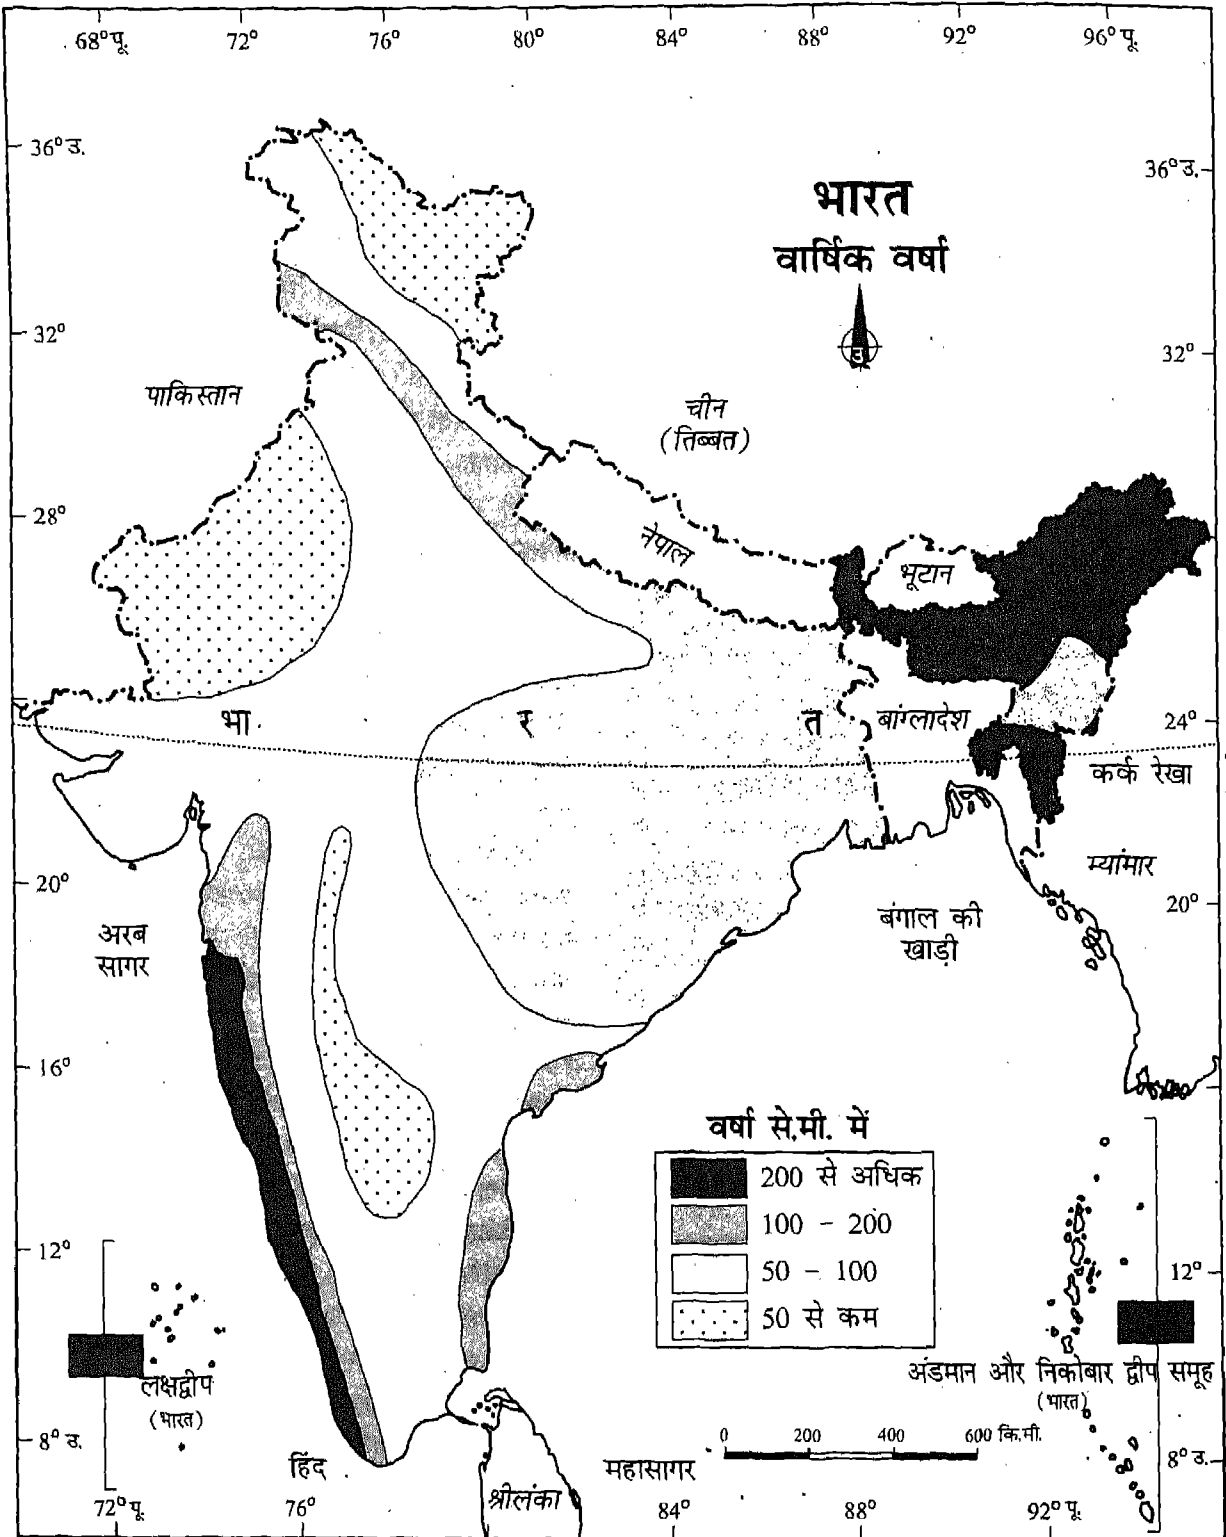 68° पू.
72°
76°
80°
84°
88°
92°
96° पू.
36° उ.
36° उ.
भारत
वार्षिक वर्षा
उ
32°
32°
पाकिस्तान
चीन
(तिब्बत)
28°
नेपाल
भूटान
भा
र
त
बांग्लादेश
24°
कर्क रेखा
म्यांमार
20°
20°
अरब
सागर
बंगाल की
खाड़ी
16°
वर्षा से.मी. में
200 से अधिक
100 - 200
50 - 100
50 से कम
12°
12°
लक्षद्वीप
(भारत)
अंडमान और निकोबार द्वीप समूह
(भारत)
0 200 400 600 कि.मी.
8° उ.
8° उ.
हिंद
महासागर
श्रीलंका
72° पू.
76°
84°
88°
92° पू.